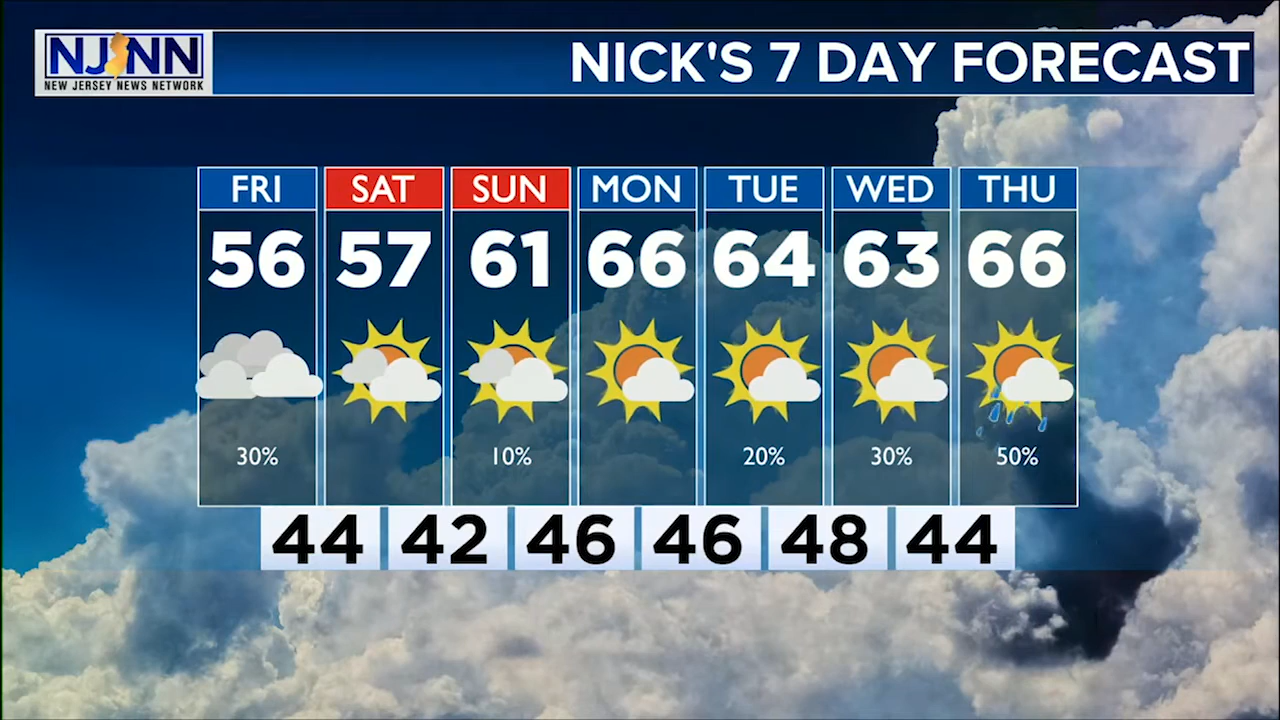 NJNN
NEW JERSEY NEWS NETWORK
NICK'S 7 DAY FORECAST
FRI SAT SUN MON TUE WED THU
56 57 61 66 64 63 66
30% 10% 20% 30% 50%
44 42 46 46 48 44